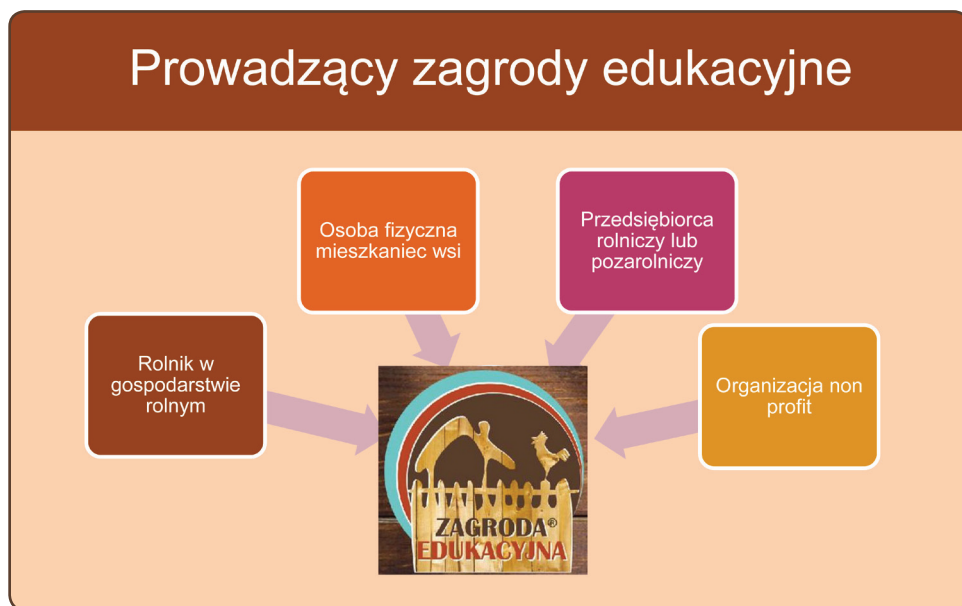 Prowadzący zagrody edukacyjne
Osoba fizyczna
mieszkaniec wsi
Przedsiębiorca
rolniczy lub
pozarolniczy
Rolnik w
gospodarstwie
rolnym
Organizacja non
profit
ZAGRODA®
EDUKACYJNA